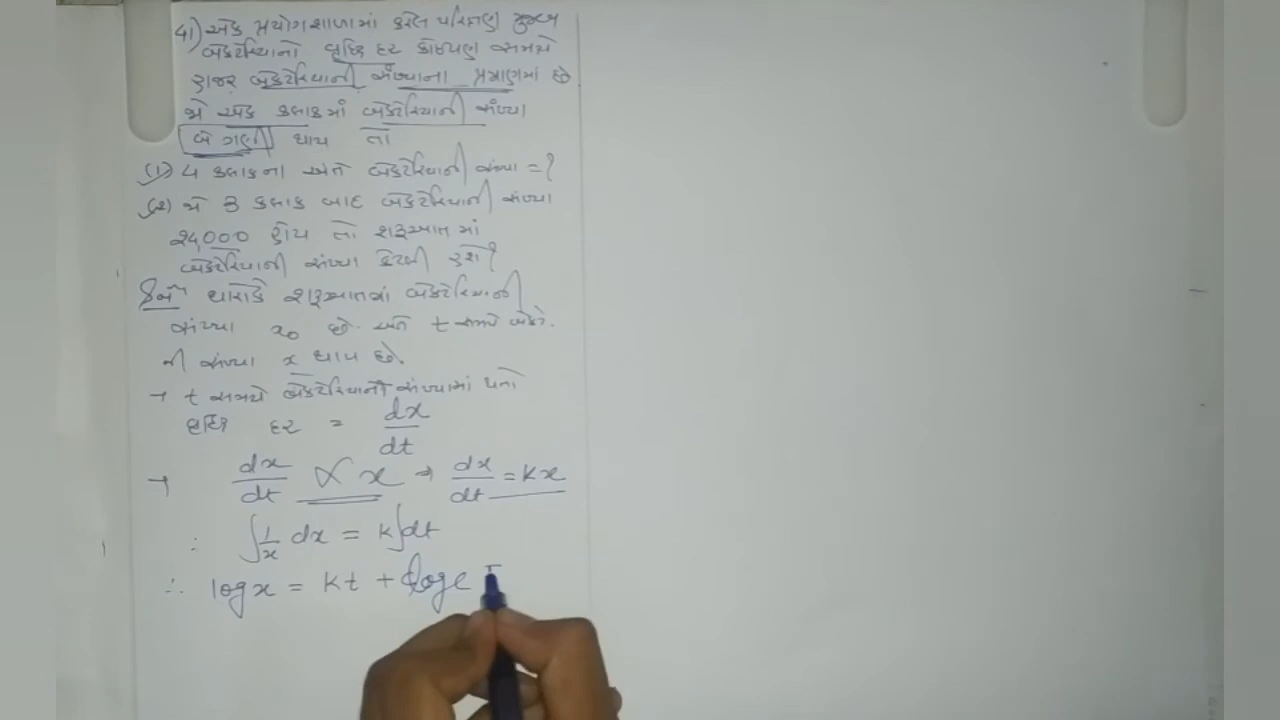 4) એક પ્રયોગશાળામાં કરેલ પરિક્ષણ મુજબ
બેક્ટેરિયાનો વૃધ્ધિ દર કોઈપણ સમયે
હાજર બેક્ટેરિયાની સંખ્યાના પ્રમાણમાં છે.
જો એક કલાકમાં બેક્ટેરિયાની સંખ્યા
બે ગણી થાય તો
(1) 4 કલાકના અંતે બેક્ટેરિયાની સંખ્યા = ?
(2) જો 3 કલાક બાદ બેક્ટેરિયાની સંખ્યા
24,000 હોય તો શરૂઆતમાં
બેક્ટેરિયાની સંખ્યા કેટલી હશે?
ધારોકે શરૂઆતમાં બેક્ટેરિયાની
સંખ્યા x₀ છે. અને t સમયે બેક્ટે.
ની સંખ્યા x થાય છે.
→ t સમયે બેક્ટેરિયાની સંખ્યામાં થતો
વૃધ્ધિ દર = dx/dt
→ dx/dt ∝ x ⇒ dx/dt = kx
∴ ∫ 1/x dx = k∫dt
∴ log x = kt + log c